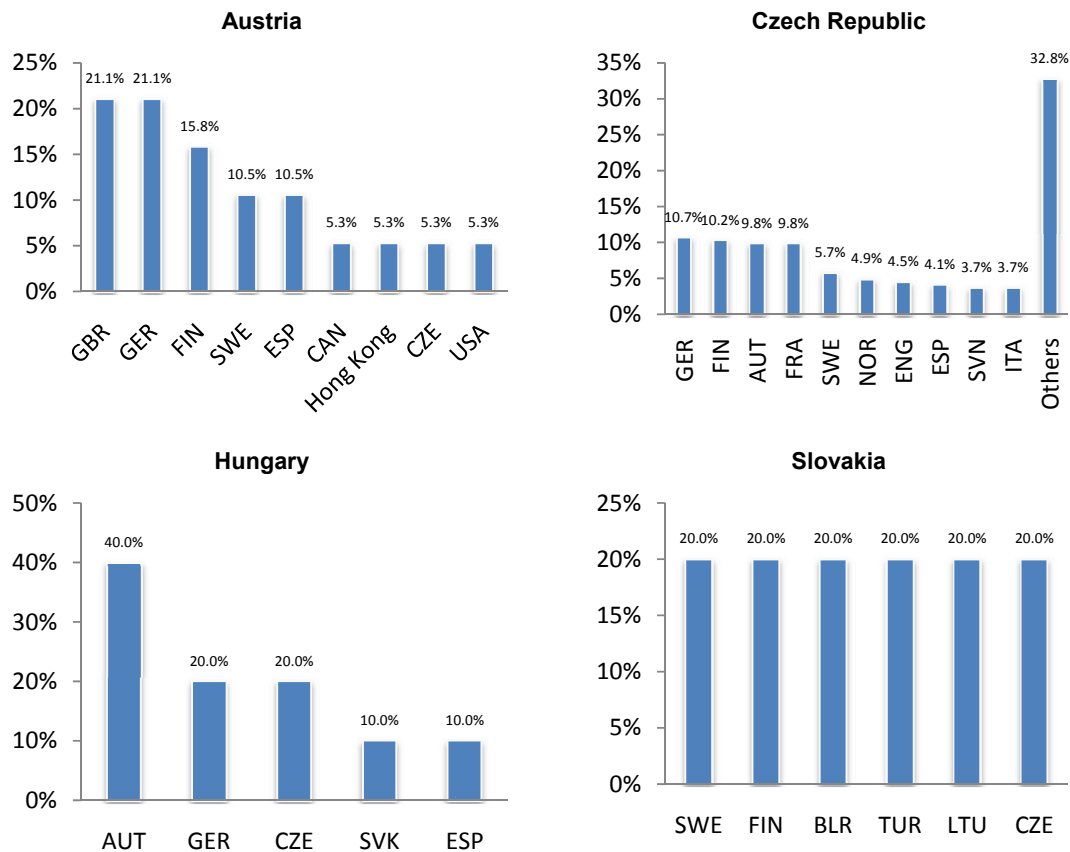 Austria
25%
20%
15%
10%
5%
0%
21.1% 21.1% 15.8% 10.5% 10.5% 5.3% 5.3% 5.3% 5.3%
GBR GER FIN SWE ESP CAN Hong Kong CZE USA
Czech Republic
35%
30%
25%
20%
15%
10%
5%
0%
10.7% 10.2% 9.8% 9.8% 5.7% 4.9% 4.5% 4.1% 3.7% 3.7% 32.8%
GER FIN AUT FRA SWE NOR ENG ESP SVN ITA Others
Hungary
50%
40%
30%
20%
10%
0%
40.0% 20.0% 20.0% 10.0% 10.0%
AUT GER CZE SVK ESP
Slovakia
25%
20%
15%
10%
5%
0%
20.0% 20.0% 20.0% 20.0% 20.0% 20.0%
SWE FIN BLR TUR LTU CZE